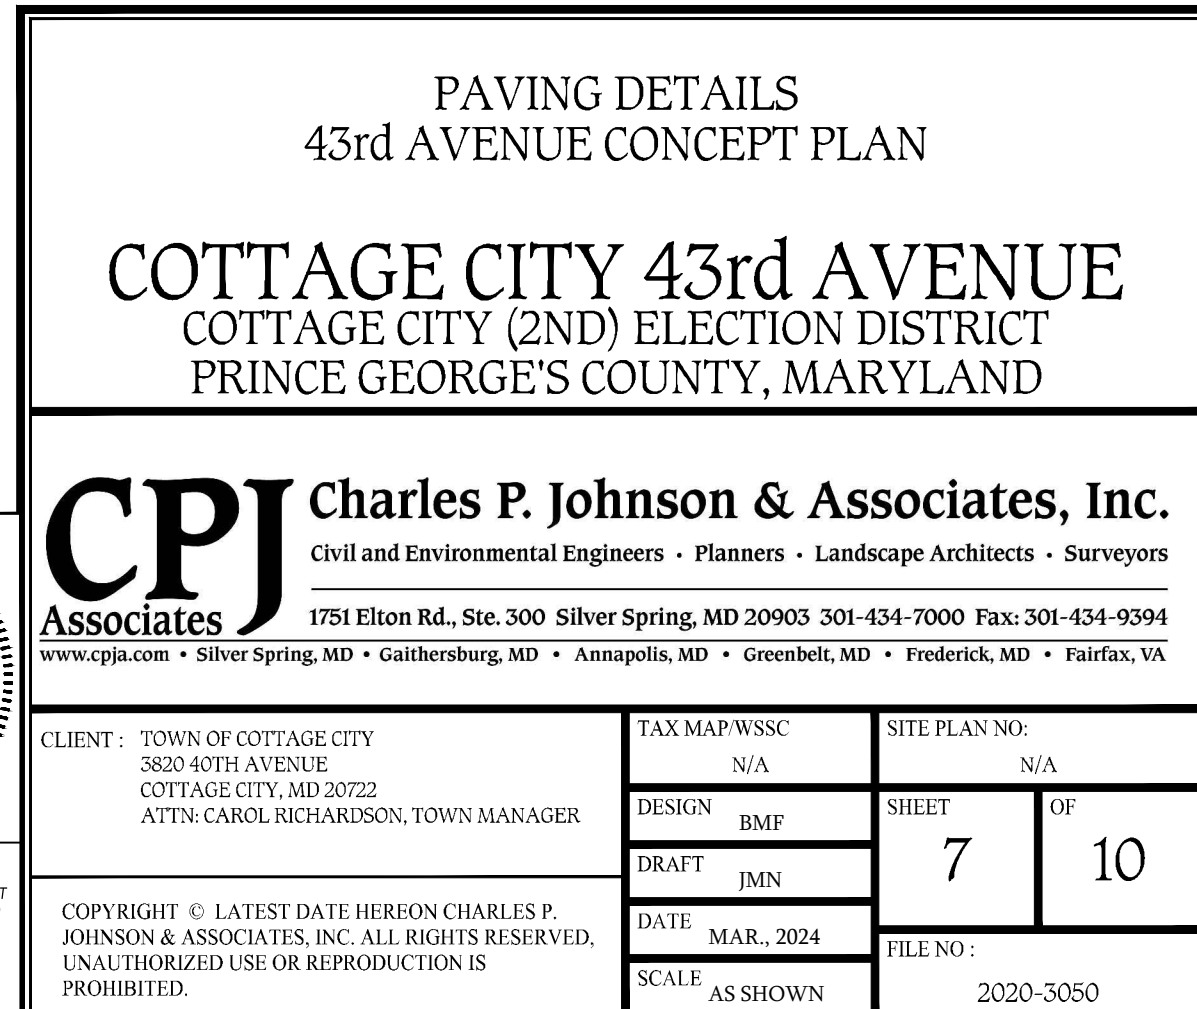 PAVING DETAILS
43rd AVENUE CONCEPT PLAN
COTTAGE CITY 43rd AVENUE
COTTAGE CITY (2ND) ELECTION DISTRICT
PRINCE GEORGE'S COUNTY, MARYLAND
CPJ
Associates
Charles P. Johnson & Associates, Inc.
Civil and Environmental Engineers · Planners · Landscape Architects · Surveyors
1751 Elton Rd., Ste. 300 Silver Spring, MD 20903 301-434-7000 Fax: 301-434-9394
www.cpja.com • Silver Spring, MD • Gaithersburg, MD • Annapolis, MD • Greenbelt, MD • Frederick, MD • Fairfax, VA
CLIENT : TOWN OF COTTAGE CITY
3820 40TH AVENUE
COTTAGE CITY, MD 20722
ATTN: CAROL RICHARDSON, TOWN MANAGER
COPYRIGHT © LATEST DATE HEREON CHARLES P.
JOHNSON & ASSOCIATES, INC. ALL RIGHTS RESERVED,
UNAUTHORIZED USE OR REPRODUCTION IS
PROHIBITED.
TAX MAP/WSSC
N/A
DESIGN
BMF
DRAFT
JMN
DATE
MAR., 2024
SCALE
AS SHOWN
SITE PLAN NO:
N/A
SHEET
7
OF
10
FILE NO :
2020-3050